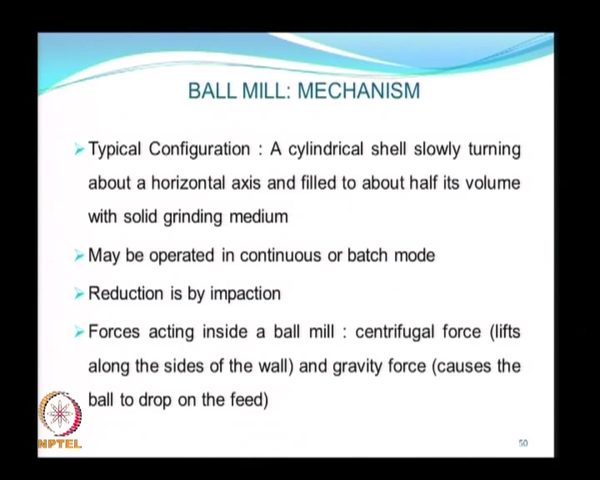 BALL MILL: MECHANISM
Typical Configuration : A cylindrical shell slowly turning
about a horizontal axis and filled to about half its volume
with solid grinding medium
May be operated in continuous or batch mode
Reduction is by impaction
Forces acting inside a ball mill : centrifugal force (lifts
along the sides of the wall) and gravity force (causes the
ball to drop on the feed)
NPTEL
50